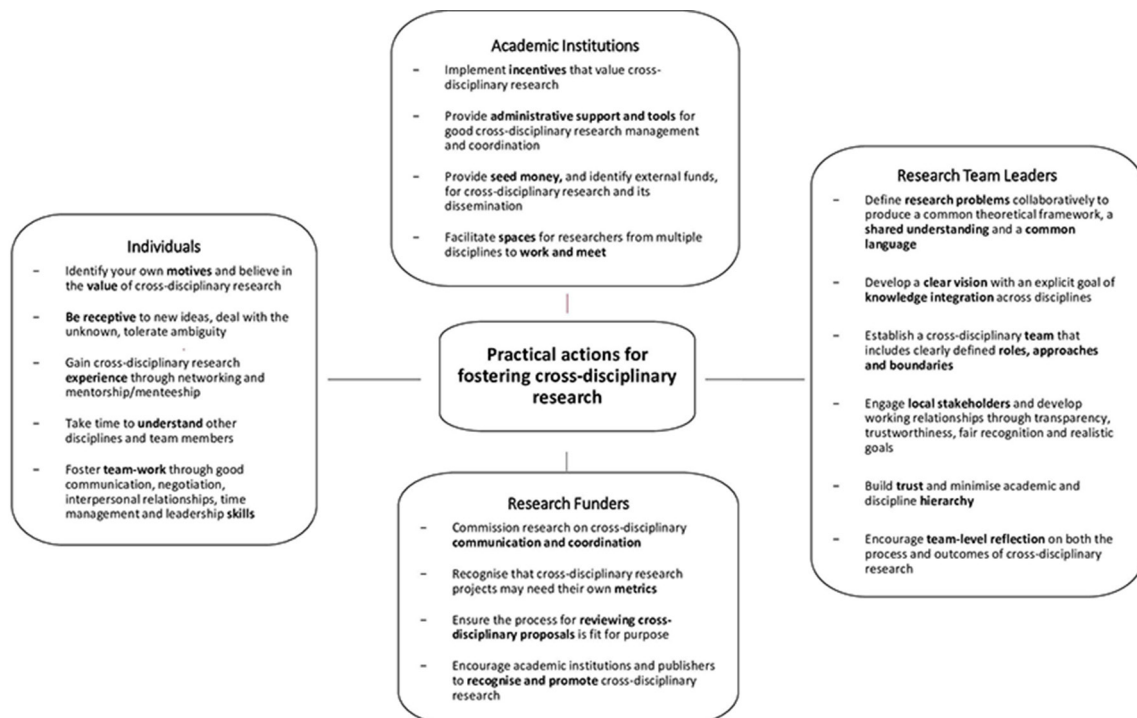 Academic Institutions
– Implement incentives that value cross-
disciplinary research
– Provide administrative support and tools for
good cross-disciplinary research management
and coordination
– Provide seed money, and identify external funds,
for cross-disciplinary research and its
dissemination
– Facilitate spaces for researchers from multiple
disciplines to work and meet
Individuals
– Identify your own motives and believe in
the value of cross-disciplinary research
– Be receptive to new ideas, deal with the
unknown, tolerate ambiguity
– Gain cross-disciplinary research
experience through networking and
mentorship/menteeship
– Take time to understand other
disciplines and team members
– Foster team-work through good
communication, negotiation,
interpersonal relationships, time
management and leadership skills
Practical actions for
fostering cross-disciplinary
research
Research Team Leaders
– Define research problems collaboratively to
produce a common theoretical framework, a
shared understanding and a common
language
– Develop a clear vision with an explicit goal of
knowledge integration across disciplines
– Establish a cross-disciplinary team that
includes clearly defined roles, approaches
and boundaries
– Engage local stakeholders and develop
working relationships through transparency,
trustworthiness, fair recognition and realistic
goals
– Build trust and minimise academic and
discipline hierarchy
– Encourage team-level reflection on both the
process and outcomes of cross-disciplinary
research
Research Funders
– Commission research on cross-disciplinary
communication and coordination
– Recognise that cross-disciplinary research
projects may need their own metrics
– Ensure the process for reviewing cross-
disciplinary proposals is fit for purpose
– Encourage academic institutions and publishers
to recognise and promote cross-disciplinary
research